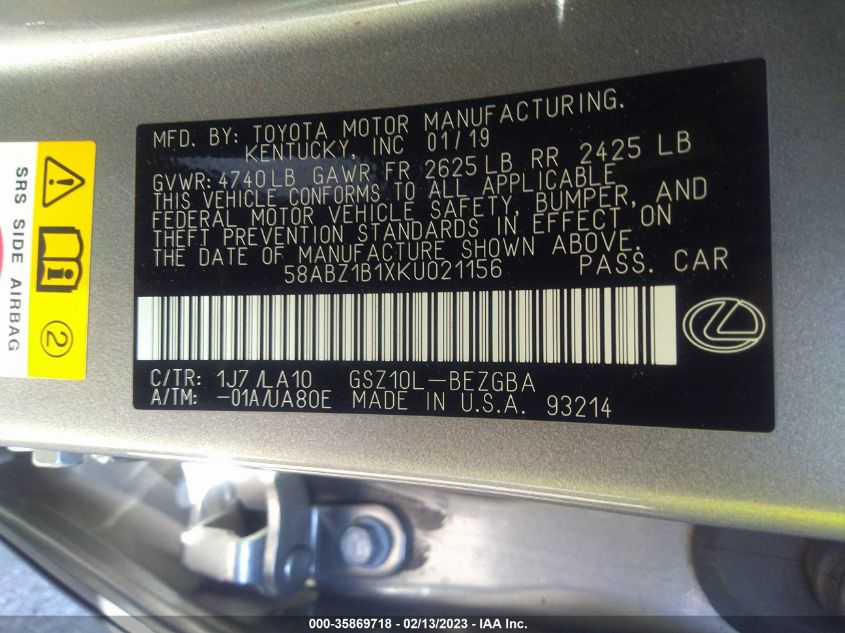 MFD. BY: TOYOTA MOTOR MANUFACTURING.
KENTUCKY, INC 01/19
GVWR: 4740LB GAWR FR 2625LB RR 2425 LB
THIS VEHICLE CONFORMS TO ALL APPLICABLE
FEDERAL MOTOR VEHICLE SAFETY, BUMPER, AND
THEFT PREVENTION STANDARDS IN EFFECT ON
THE DATE OF MANUFACTURE SHOWN ABOVE.
58ABZ1B1XKU021156 PASS. CAR
C/TR: 1J7 /LA10 GSZ10L-BEZGBA
A/TM: -01A/UA80E MADE IN U.S.A. 93214
SRS SIDE AIRBAG
2
000-35869718 - 02/13/2023 - IAA Inc.